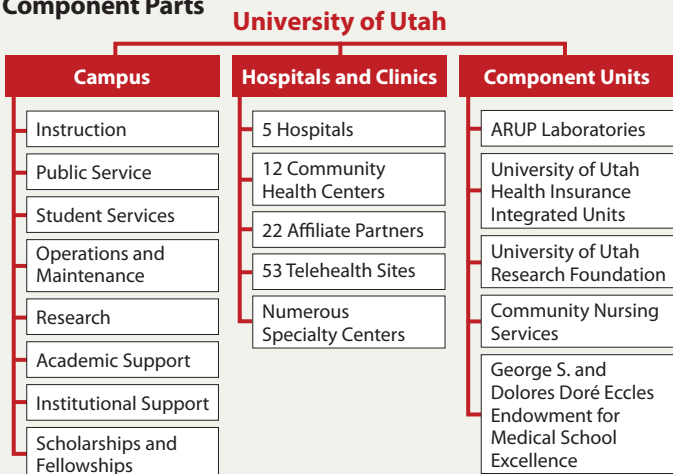 Component Parts
University of Utah
Campus
Instruction
Public Service
Student Services
Operations and
Maintenance
Research
Academic Support
Institutional Support
Scholarships and
Fellowships
Hospitals and Clinics
5 Hospitals
12 Community
Health Centers
22 Affiliate Partners
53 Telehealth Sites
Numerous
Specialty Centers
Component Units
ARUP Laboratories
University of Utah
Health Insurance
Integrated Units
University of Utah
Research Foundation
Community Nursing
Services
George S. and
Dolores Doré Eccles
Endowment for
Medical School
Excellence